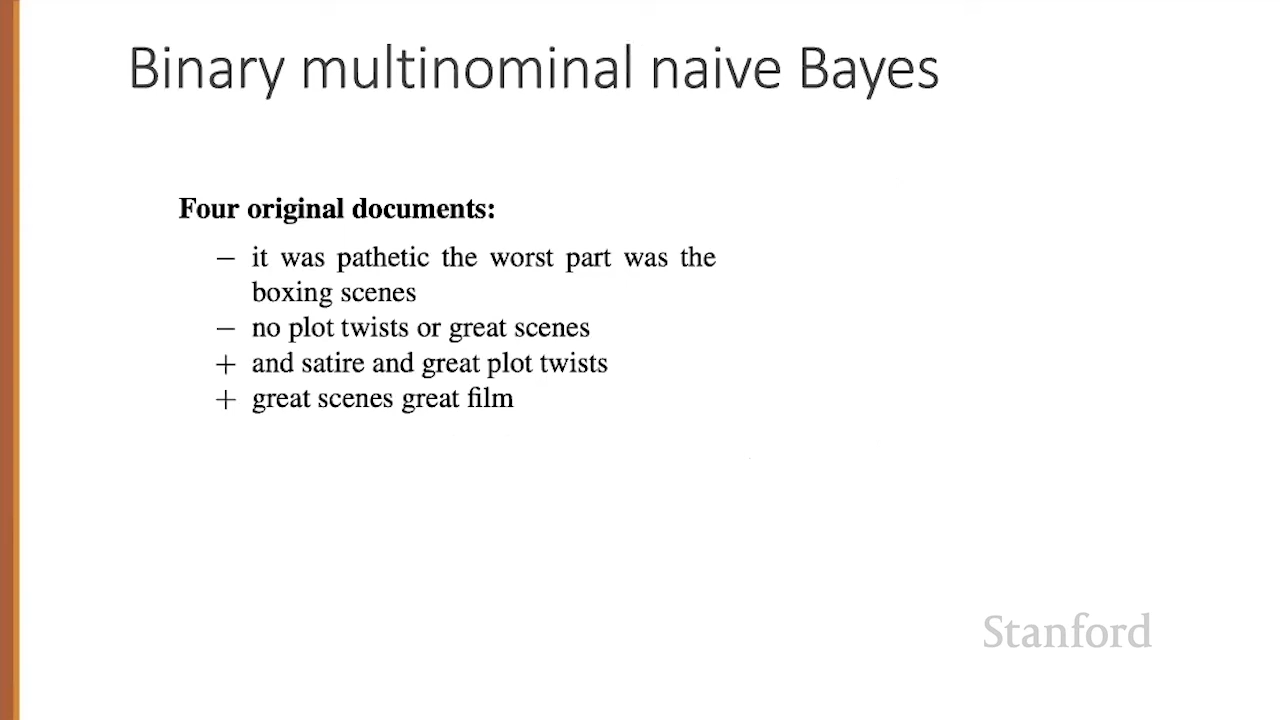 Binary multinominal naive Bayes
Four original documents:
− it was pathetic the worst part was the
boxing scenes
− no plot twists or great scenes
+ and satire and great plot twists
+ great scenes great film
Stanford